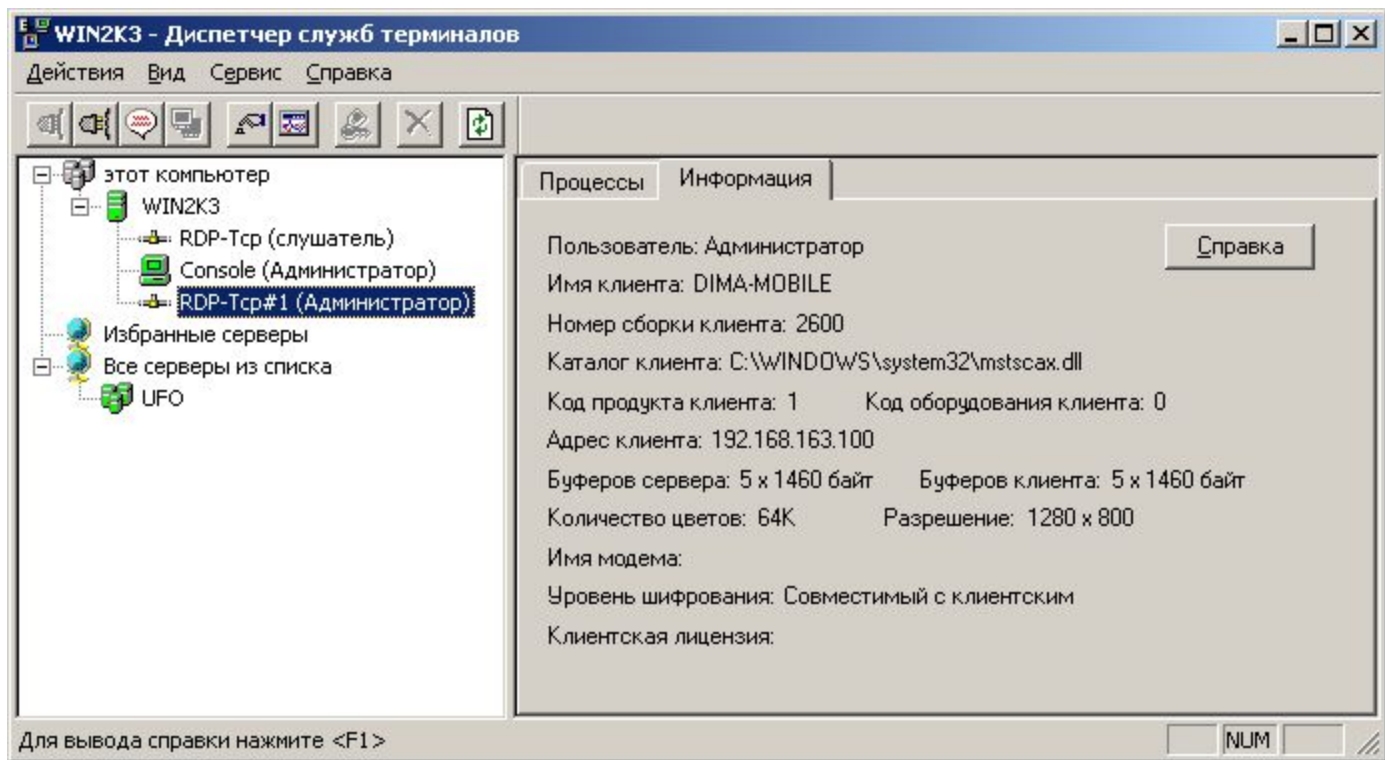 WIN2K3 - Диспетчер служб терминалов
Действия Вид Сервис Справка
этот компьютер
WIN2K3
RDP-Tcp (слушатель)
Console (Администратор)
RDP-Tcp#1 (Администратор)
Избранные серверы
Все серверы из списка
UFO
Процессы Информация
Пользователь: Администратор
Справка
Имя клиента: DIMA-MOBILE
Номер сборки клиента: 2600
Каталог клиента: C:\WINDOWS\system32\mstscax.dll
Код продукта клиента: 1 Код оборудования клиента: 0
Адрес клиента: 192.168.163.100
Буферов сервера: 5 x 1460 байт Буферов клиента: 5 x 1460 байт
Количество цветов: 64K Разрешение: 1280 x 800
Имя модема:
Уровень шифрования: Совместимый с клиентским
Клиентская лицензия:
Для вывода справки нажмите <F1>
NUM